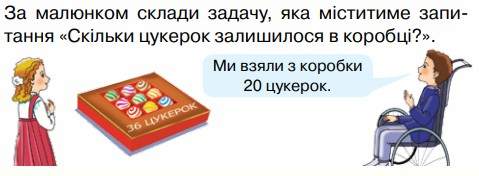 За малюнком склади задачу, яка міститиме запи-
тання «Скільки цукерок залишилося в коробці?».
Ми взяли з коробки
20 цукерок.
36 ЦУКЕРОК